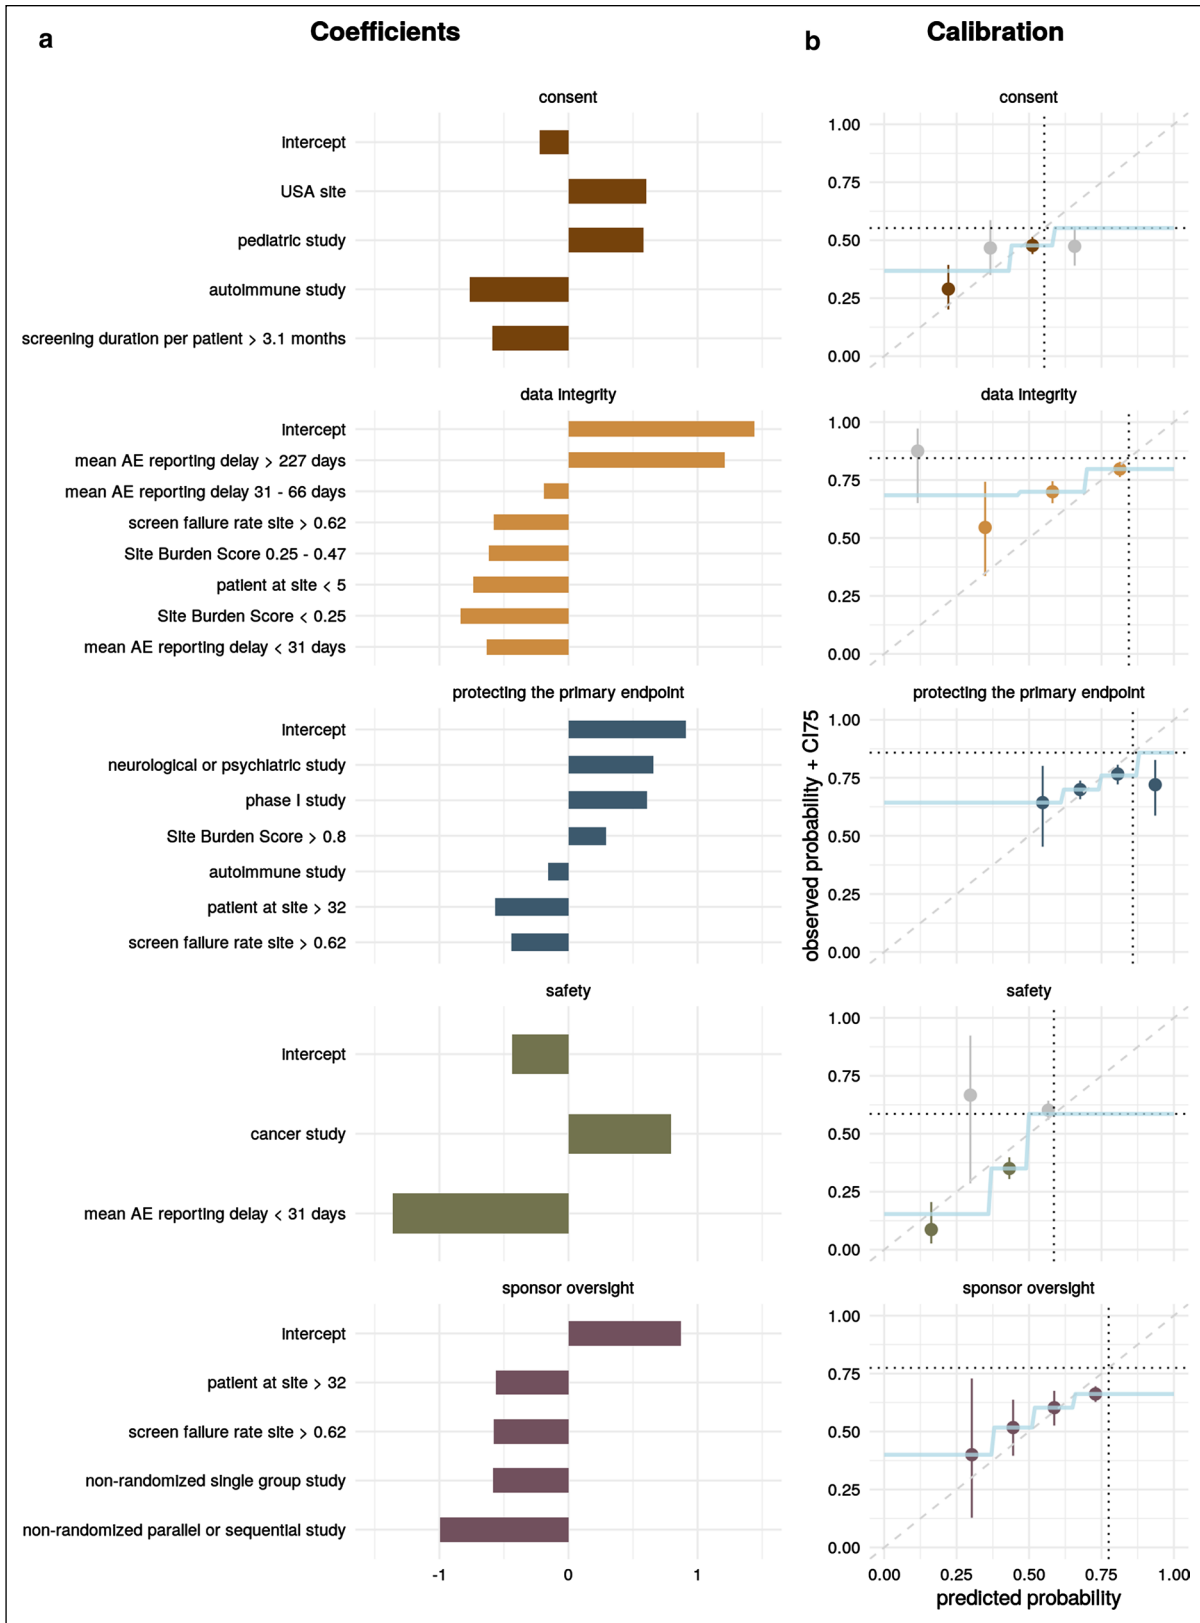 a
Coefficients
consent
Intercept
USA site
pediatric study
autoimmune study
screening duration per patient > 3.1 months
data integrity
Intercept
mean AE reporting delay > 227 days
mean AE reporting delay 31 - 66 days
screen failure rate site > 0.62
Site Burden Score 0.25 - 0.47
patient at site < 5
Site Burden Score < 0.25
mean AE reporting delay < 31 days
protecting the primary endpoint
Intercept
neurological or psychiatric study
phase I study
Site Burden Score > 0.8
autoimmune study
patient at site > 32
screen failure rate site > 0.62
safety
Intercept
cancer study
mean AE reporting delay < 31 days
sponsor oversight
Intercept
patient at site > 32
screen failure rate site > 0.62
non-randomized single group study
non-randomized parallel or sequential study
-1 0 1
b
Calibration
consent
1.00
0.75
0.50
0.25
0.00
data integrity
1.00
0.75
0.50
0.25
0.00
protecting the primary endpoint
observed probability + CI75
1.00
0.75
0.50
0.25
0.00
safety
1.00
0.75
0.50
0.25
0.00
sponsor oversight
1.00
0.75
0.50
0.25
0.00
0.00 0.25 0.50 0.75 1.00
predicted probability